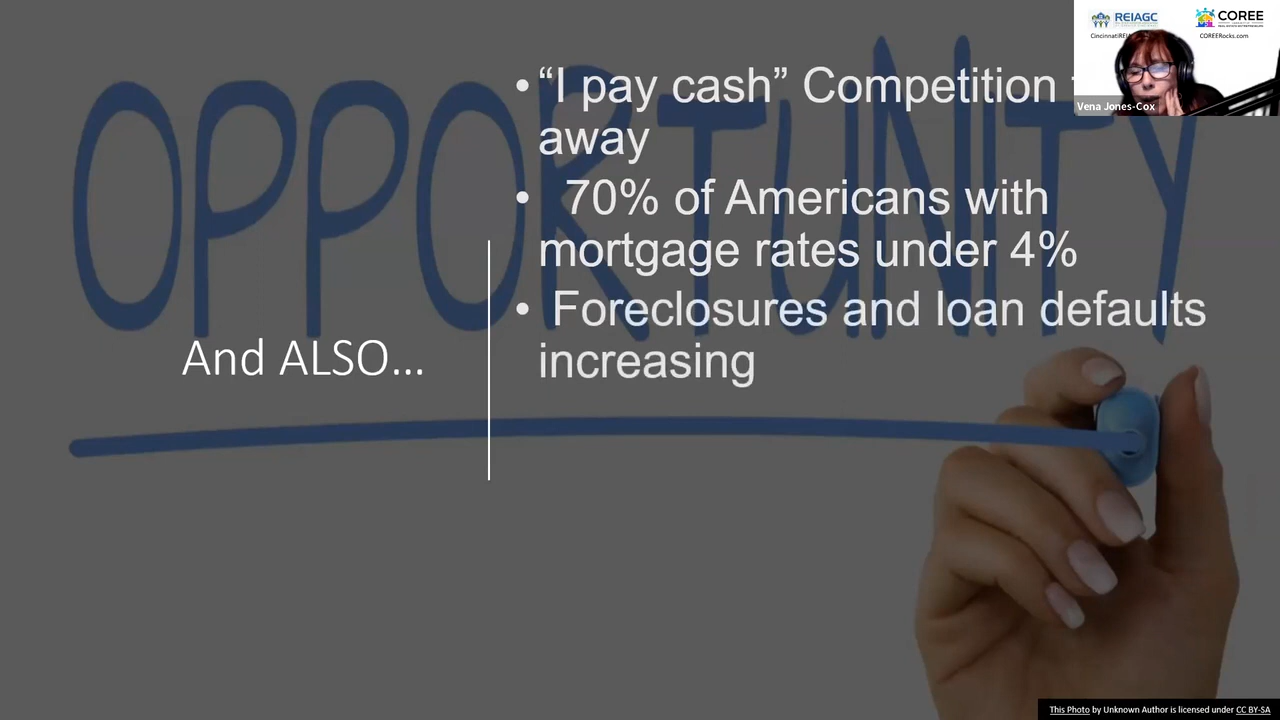 OPPORTUNITY
And ALSO…
• “I pay cash” Competition
away
• 70% of Americans with
mortgage rates under 4%
• Foreclosures and loan defaults
increasing
REIAGC
COREE
COREERocks.com
Vena Jones-Cox
This Photo by Unknown Author is licensed under CC BY-SA